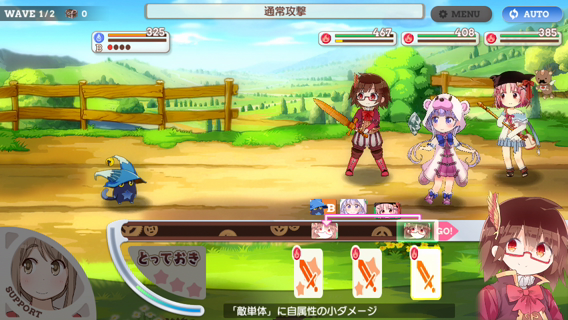 WAVE 1/2
0
通常攻撃
MENU
AUTO
325
B
467
408
385
B
GO!
とっておき
SUPPORT
「敵単体」に自属性の小ダメージ